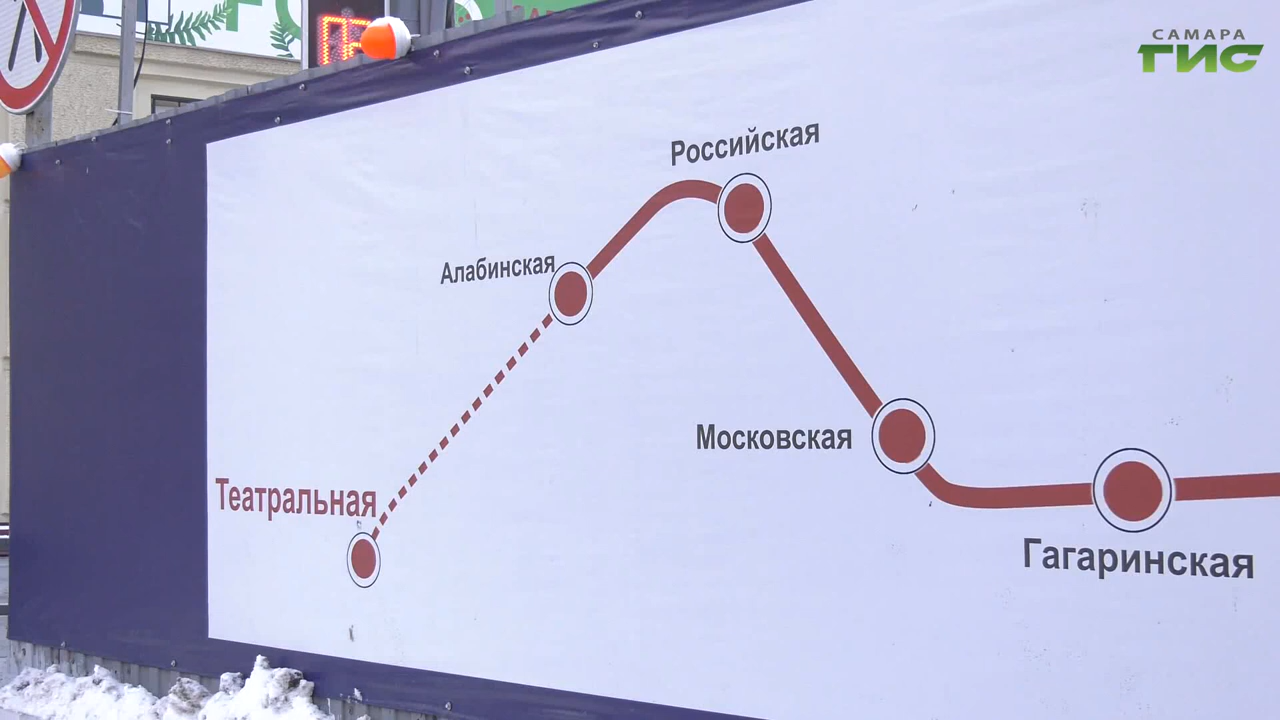 САМАРА
ГИС
Российская
Алабинская
Московская
Театральная
Гагаринская